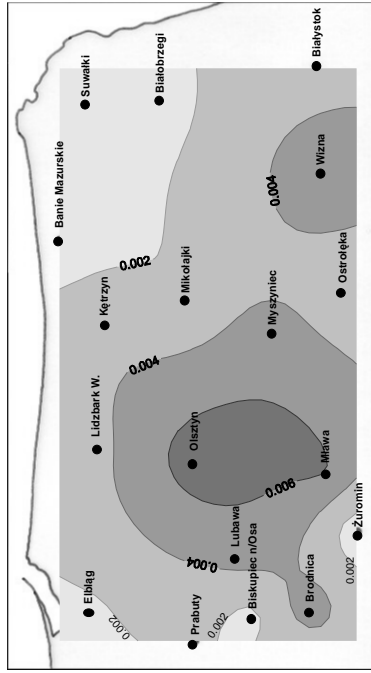 Banie Mazurskie
Suwałki
Elbląg
Lidzbark W.
Kętrzyn
0.002
0.002
0.004
Białobrzegi
Mikołajki
Prabuty
Olsztyn
0.004
0.002
Lubawa
Biskupiec n/Osa
Myszyniec
0.004
0.006
Brodnica
Białystok
Wizna
Mława
Ostrołęka
0.002
Żuromin